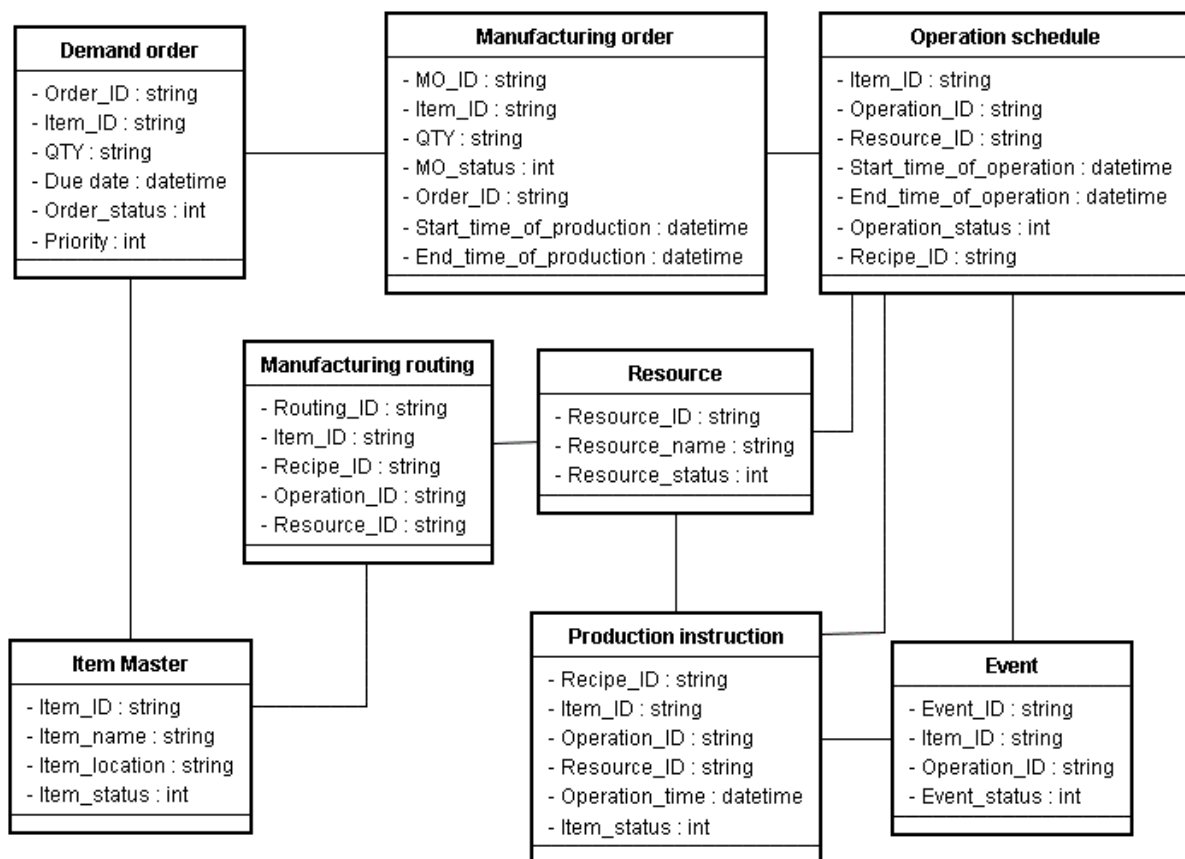 Demand order
- Order_ID : string
- Item_ID : string
- QTY : string
- Due date : datetime
- Order_status : int
- Priority : int
Manufacturing order
- MO_ID : string
- Item_ID : string
- QTY : string
- MO_status : int
- Order_ID : string
- Start_time_of_production : datetime
- End_time_of_production : datetime
Operation schedule
- Item_ID : string
- Operation_ID : string
- Resource_ID : string
- Start_time_of_operation : datetime
- End_time_of_operation : datetime
- Operation_status : int
- Recipe_ID : string
Manufacturing routing
- Routing_ID : string
- Item_ID : string
- Recipe_ID : string
- Operation_ID : string
- Resource_ID : string
Resource
- Resource_ID : string
- Resource_name : string
- Resource_status : int
Item Master
- Item_ID : string
- Item_name : string
- Item_location : string
- Item_status : int
Production instruction
- Recipe_ID : string
- Item_ID : string
- Operation_ID : string
- Resource_ID : string
- Operation_time : datetime
- Item_status : int
Event
- Event_ID : string
- Item_ID : string
- Operation_ID : string
- Event_status : int